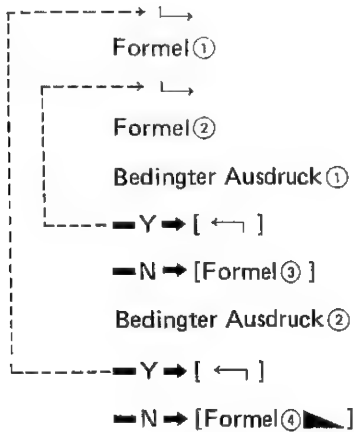 Formel①
Formel②
Bedingter Ausdruck①
Y ➡ [ ↰ ]
N ➡ [Formel③ ]
Bedingter Ausdruck②
Y ➡ [ ↰ ]
N ➡ [Formel④◣]